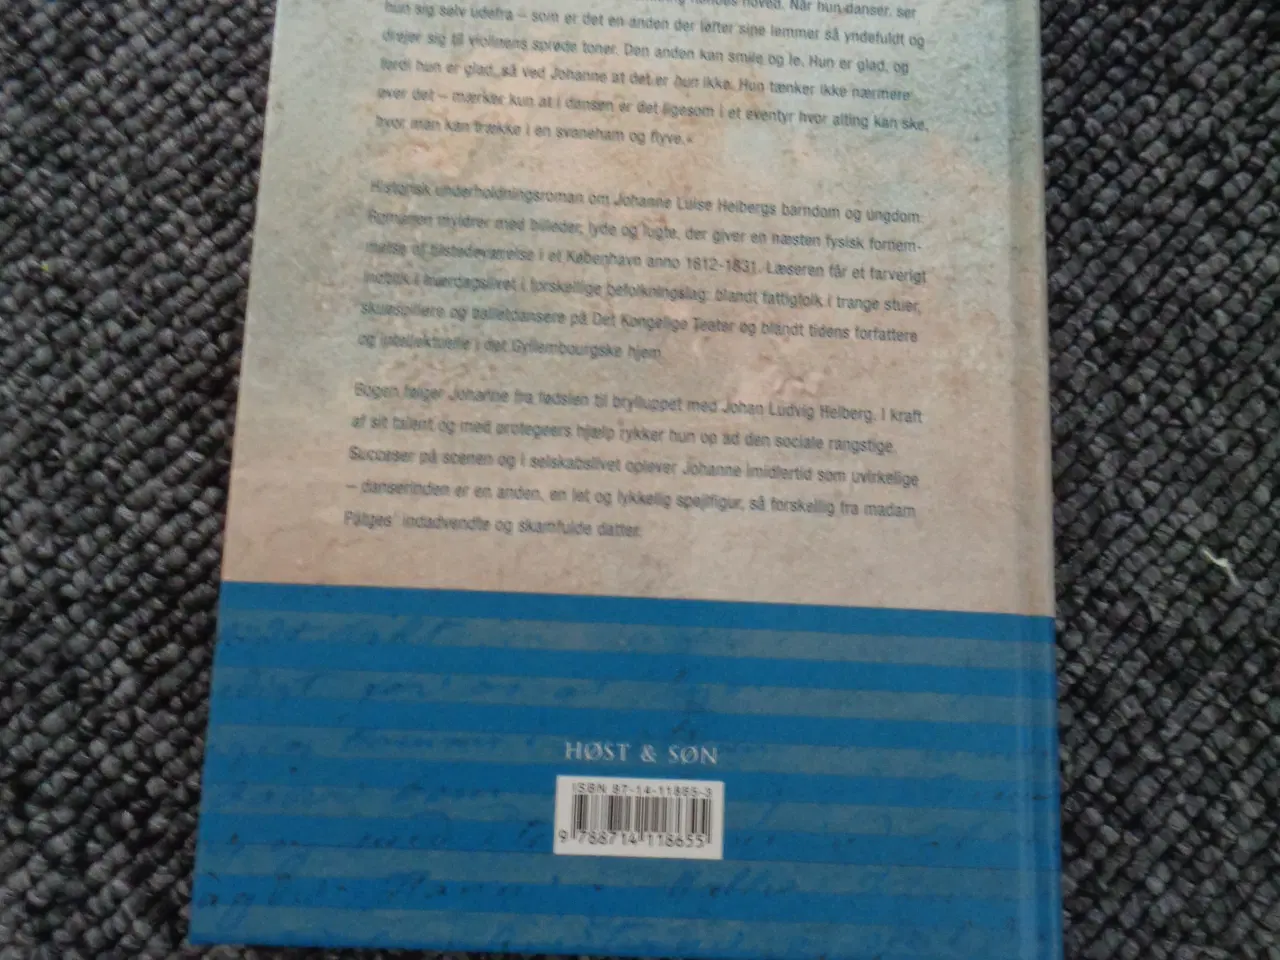 hoved. Når hun danser, ser
hun sig selv udefra – som er det en anden der løfter sine lemmer så yndefuldt og
drejer sig til violinens sprøde toner. Den anden kan smile og le. Hun er glad, og
fordi hun er glad, så ved Johanne at det er hun ikke. Hun tænker ikke nærmere
over det – mærker kun at i dansen er det ligesom i et eventyr hvor alting kan ske,
hvor man kan trække i en svaneham og flyve.«
Historisk underholdningsroman om Johanne Luise Heibergs barndom og ungdom.
Romanen myldrer med billeder, lyde og lugte, der giver en næsten fysisk fornem-
melse af tilstedeværelse i et København anno 1812-1831. Læseren får et farverigt
indblik i hverdagslivet i forskellige befolkningslag: blandt fattigfolk i trange stuer,
skuespillere og balletdansere på Det Kongelige Teater og blandt tidens forfattere
og intellektuelle i det Gyllembourgske hjem.
Bogen følger Johanne fra fødslen til brylluppet med Johan Ludvig Heiberg. I kraft
af sit talent og med protegeers hjælp rykker hun op ad den sociale rangstige.
Succeser på scenen og i selskabslivet oplever Johanne imidlertid som uvirkelige
– danserinden er en anden, en let og lykkelig spejlfigur, så forskellig fra madam
Pätges' indadvendte og skamfulde datter.
HØST & SØN
ISBN 87-14-11865-3
9 788714 118655